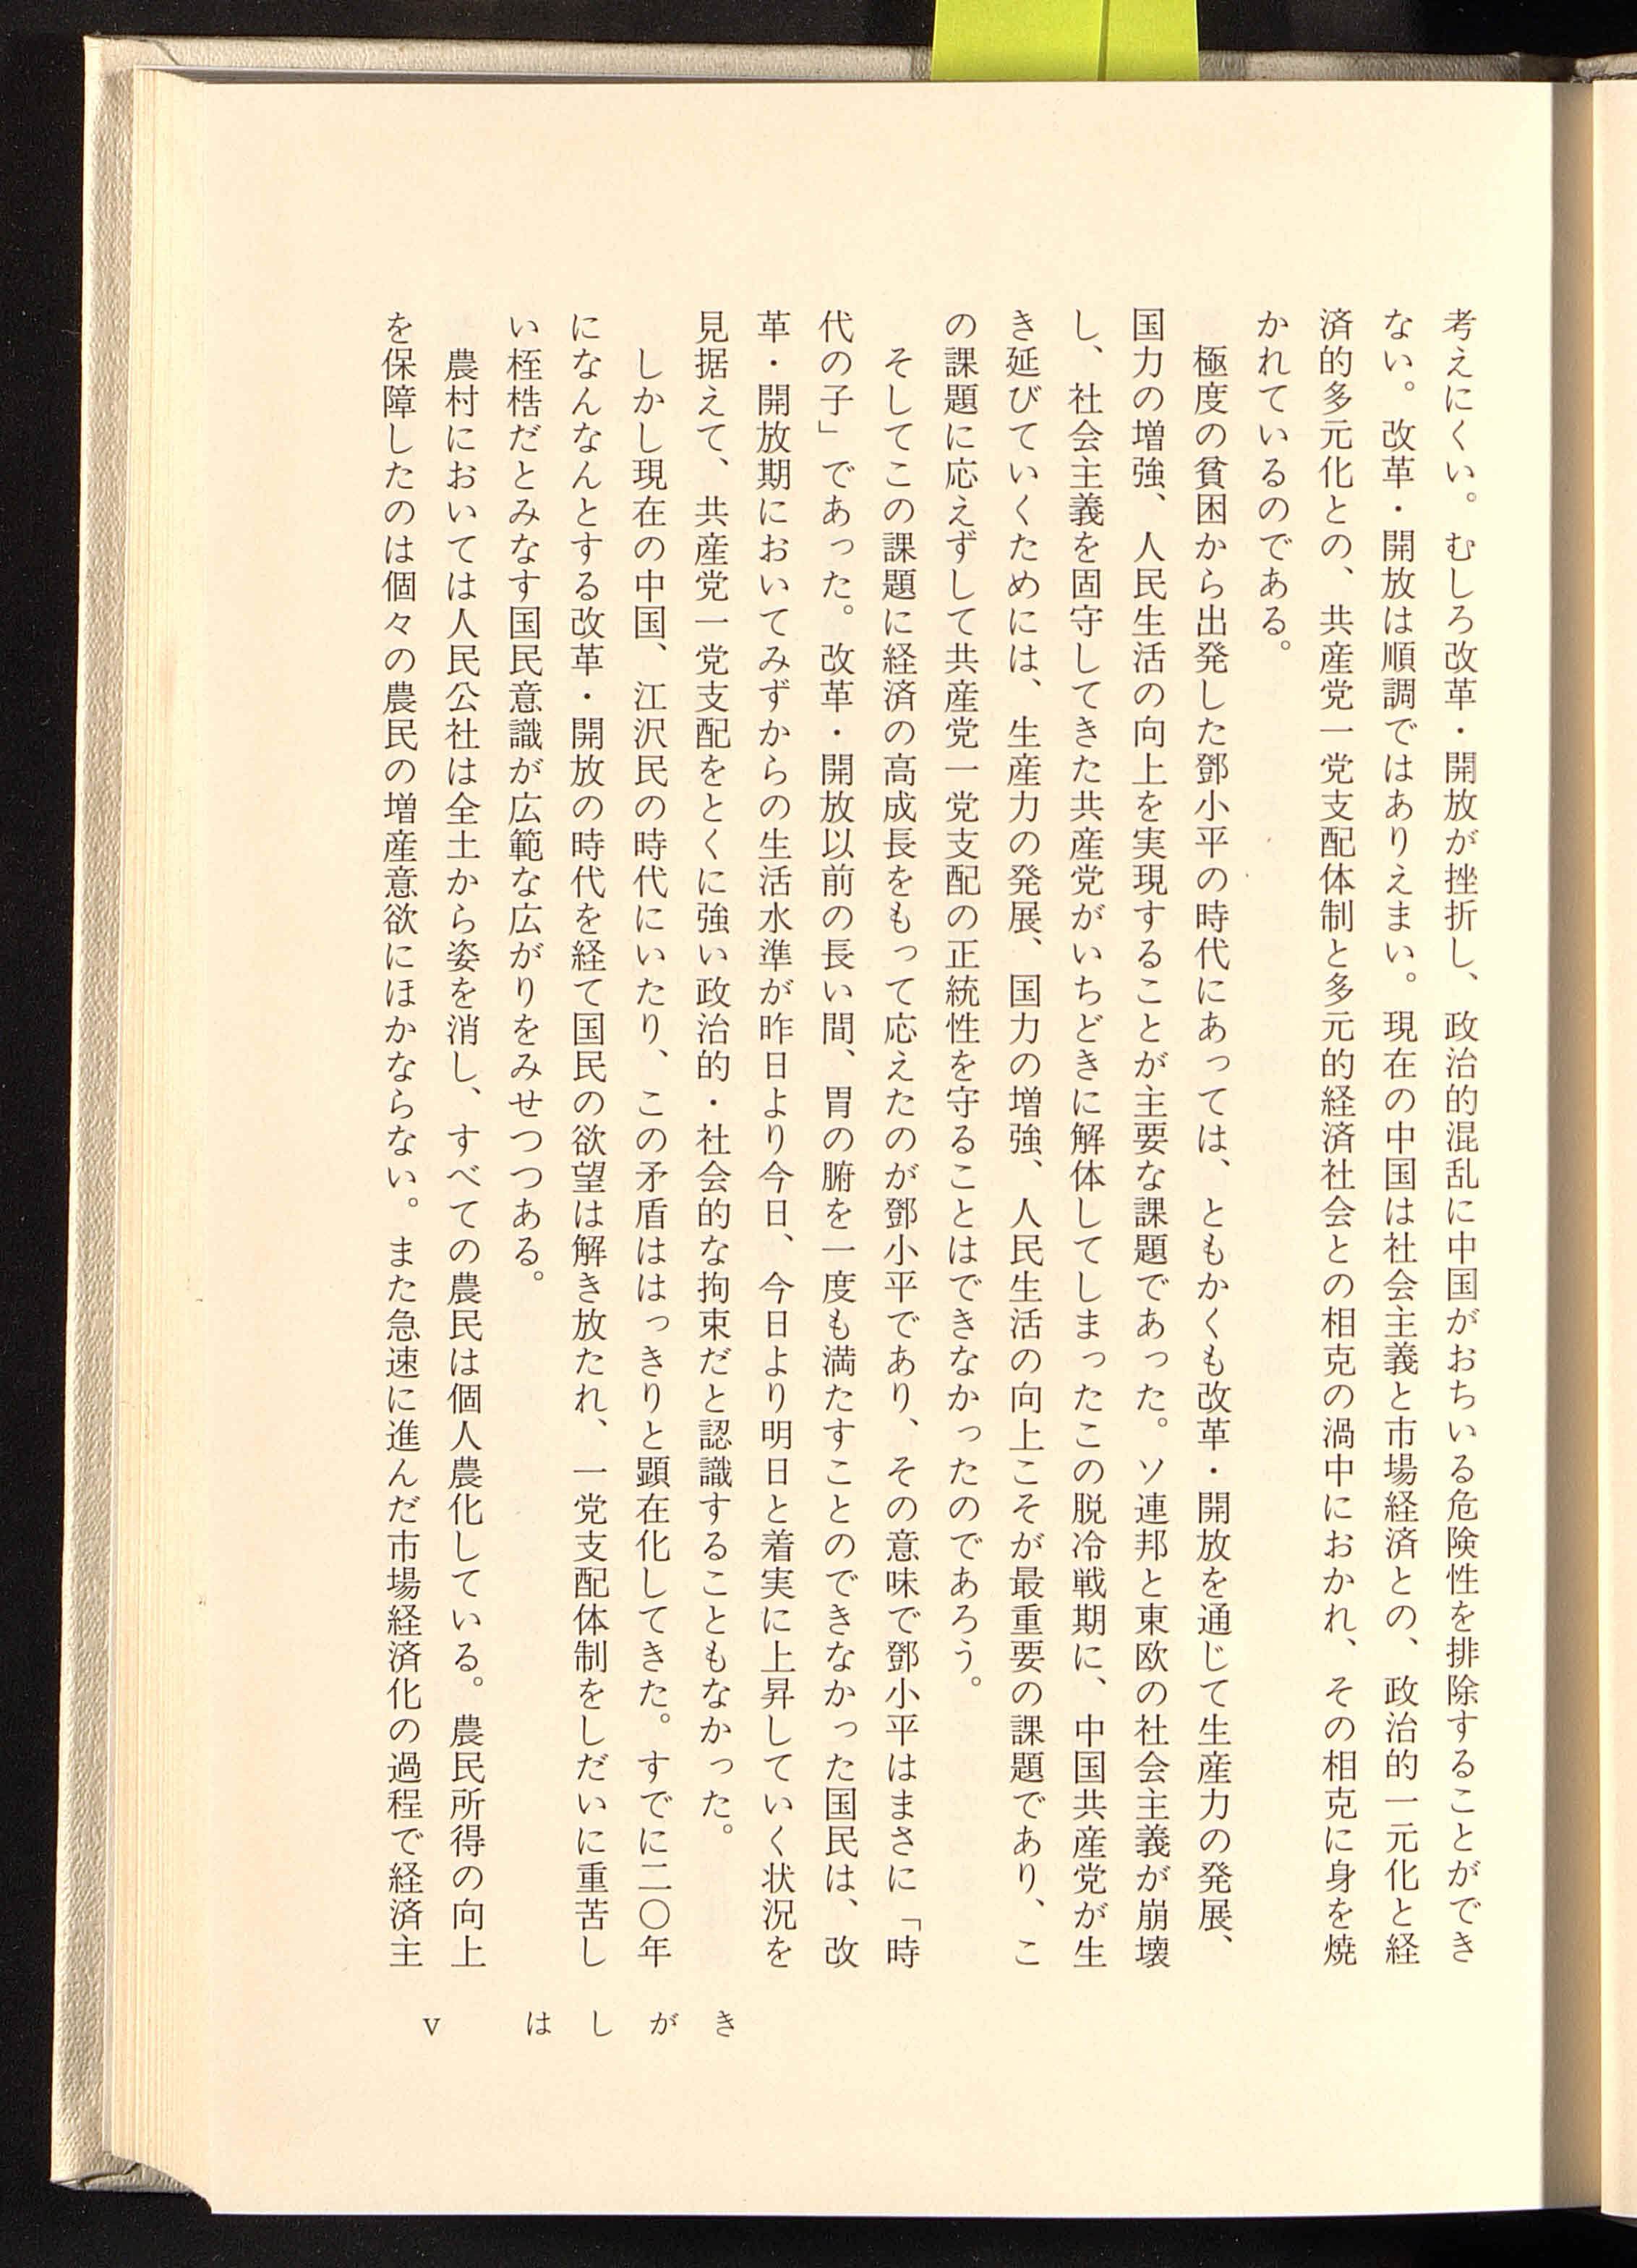 考えにくい。むしろ改革・開放が挫折し、政治的混乱に中国がおちいる危険性を排除することができ
ない。改革・開放は順調ではありえまい。現在の中国は社会主義と市場経済との、政治的一元化と経
済的多元化との、共産党一党支配体制と多元的経済社会との相克の渦中におかれ、その相克に身を焼
かれているのである。
極度の貧困から出発した鄧小平の時代にあっては、ともかくも改革・開放を通じて生産力の発展、
国力の増強、人民生活の向上を実現することが主要な課題であった。ソ連邦と東欧の社会主義が崩壊
し、社会主義を固守してきた共産党がいちどきに解体してしまったこの脱冷戦期に、中国共産党が生
き延びていくためには、生産力の発展、国力の増強、人民生活の向上こそが最重要の課題であり、こ
の課題に応えずして共産党一党支配の正統性を守ることはできなかったのであろう。
そしてこの課題に経済の高成長をもって応えたのが鄧小平であり、その意味で鄧小平はまさに「時
代の子」であった。改革・開放以前の長い間、胃の腑を一度も満たすことのできなかった国民は、改
革・開放期においてみずからの生活水準が昨日より今日、今日より明日と着実に上昇していく状況を
見据えて、共産党一党支配をとくに強い政治的・社会的な拘束だと認識することもなかった。
しかし現在の中国、江沢民の時代にいたり、この矛盾ははっきりと顕在化してきた。すでに二〇年
になんなんとする改革・開放の時代を経て国民の欲望は解き放たれ、一党支配体制をしだいに重苦し
い桎梏だとみなす国民意識が広範な広がりをみせつつある。
農村においては人民公社は全土から姿を消し、すべての農民は個人農化している。農民所得の向上
を保障したのは個々の農民の増産意欲にほかならない。また急速に進んだ市場経済化の過程で経済主
v はしがき